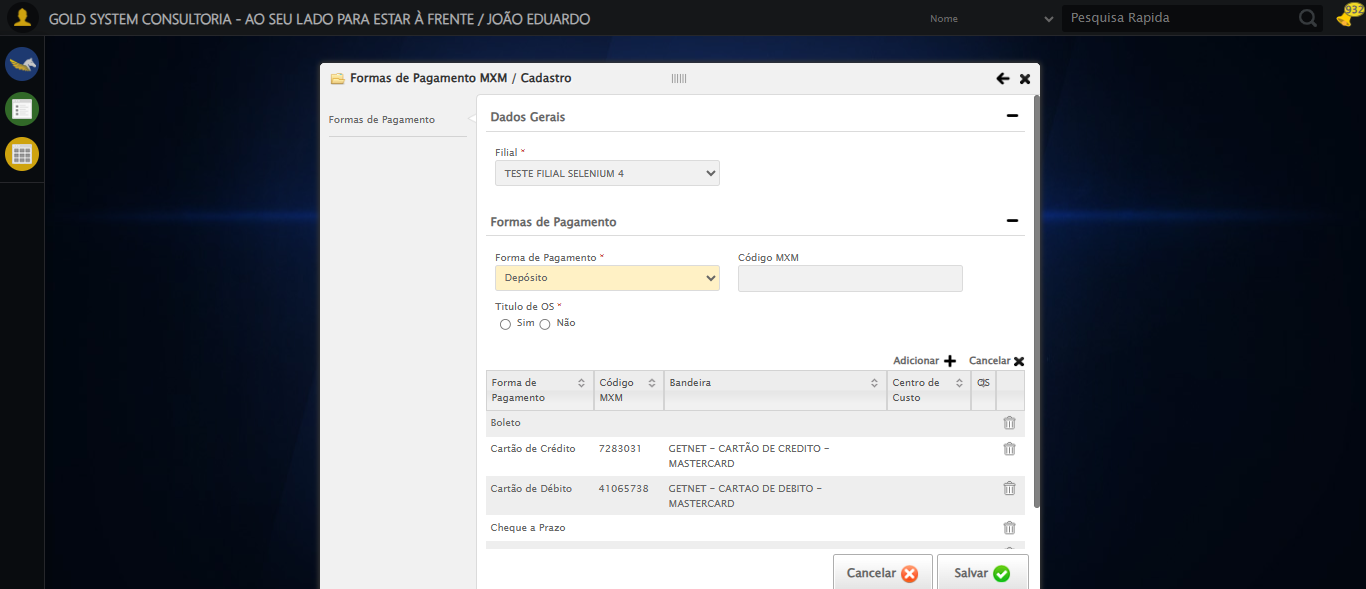 GOLD SYSTEM CONSULTORIA - AO SEU LADO PARA ESTAR À FRENTE / JOÃO EDUARDO
Nome
Pesquisa Rapida
932
Formas de Pagamento MXM / Cadastro
Formas de Pagamento
Dados Gerais
Filial *
TESTE FILIAL SELENIUM 4
Formas de Pagamento
Forma de Pagamento *
Código MXM
Depósito
Titulo de OS *
Sim
Não
Adicionar
Cancelar
Forma de Pagamento
Código MXM
Bandeira
Centro de Custo
OS
Boleto
Cartão de Crédito 7283031 GETNET - CARTÃO DE CREDITO - MASTERCARD
Cartão de Débito 41065738 GETNET - CARTAO DE DEBITO - MASTERCARD
Cheque a Prazo
Cancelar
Salvar